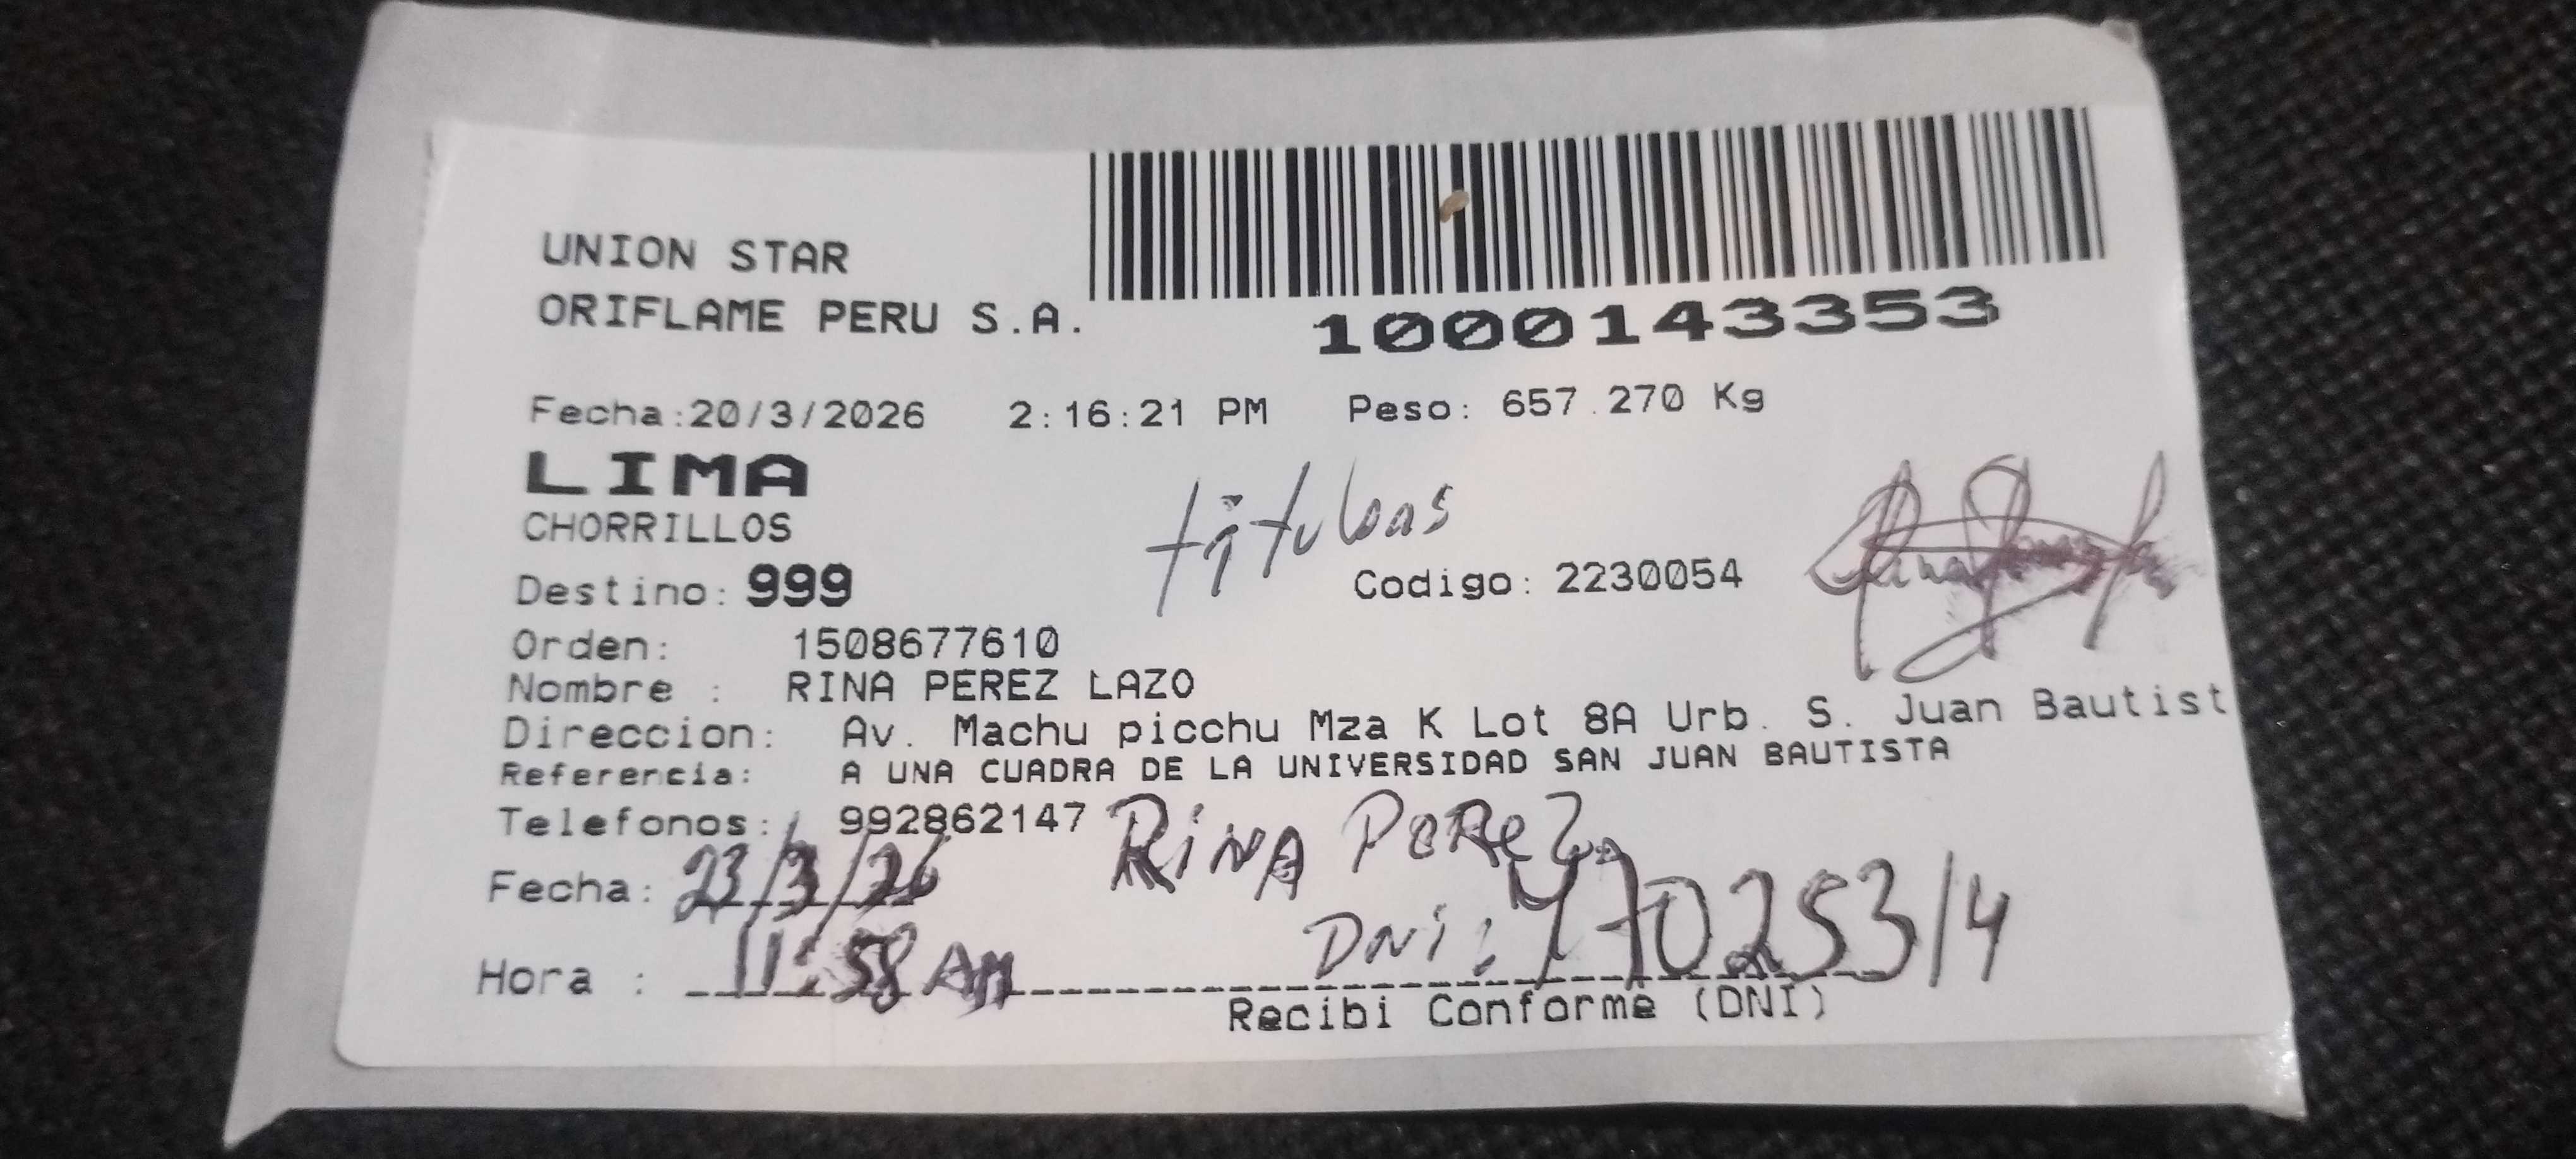 UNION STAR
ORIFLAME PERU S.A.
1000143353
Fecha:20/3/2026 2:16:21 PM Peso: 657.270 Kg
LIMA
CHORRILLOS
Destino: 999 Codigo: 2230054
Orden: 1508677610
Nombre : RINA PEREZ LAZO
Direccion: Av. Machu picchu Mza K Lot 8A Urb. S. Juan Bautist
Referencia: A UNA CUADRA DE LA UNIVERSIDAD SAN JUAN BAUTISTA
Telefonos: 992862147 RINA PEREZ
Fecha: 23/3/26
Hora : 11:58 AM DNI:
Recibi Conforme (DNI)